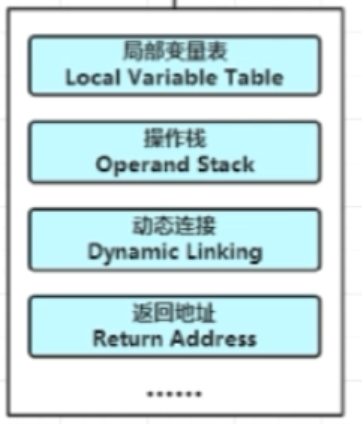 局部变量表
Local Variable Table
操作栈
Operand Stack
动态连接
Dynamic Linking
返回地址
Return Address
......